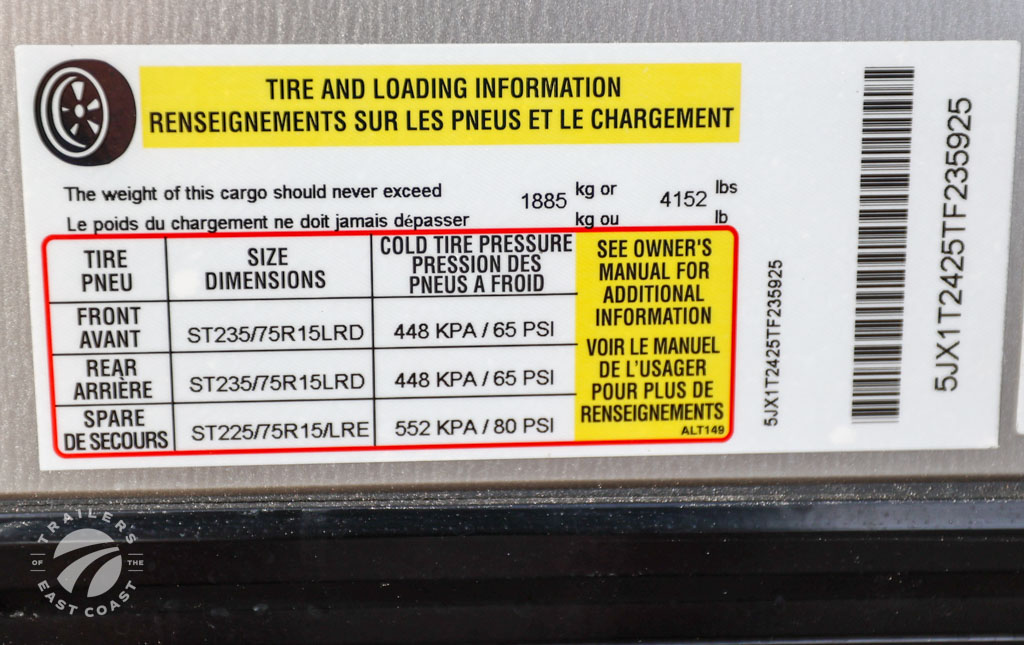 TIRE AND LOADING INFORMATION
RENSEIGNEMENTS SUR LES PNEUS ET LE CHARGEMENT
The weight of this cargo should never exceed 1885 kg or 4152 lbs
Le poids du chargement ne doit jamais dépasser kg ou lb
TIRE
PNEU
SIZE
DIMENSIONS
COLD TIRE PRESSURE
PRESSION DES
PNEUS A FROID
FRONT
AVANT
ST235/75R15LRD
448 KPA / 65 PSI
REAR
ARRIÈRE
ST235/75R15LRD
448 KPA / 65 PSI
SPARE
DE SECOURS
ST225/75R15/LRE
552 KPA / 80 PSI
SEE OWNER'S
MANUAL FOR
ADDITIONAL
INFORMATION
VOIR LE MANUEL
DE L'USAGER
POUR PLUS DE
RENSEIGNEMENTS
ALT149
5JX1T2425TF235925
5JX1T2425TF235925
TRAILERS
OF THE
EAST COAST